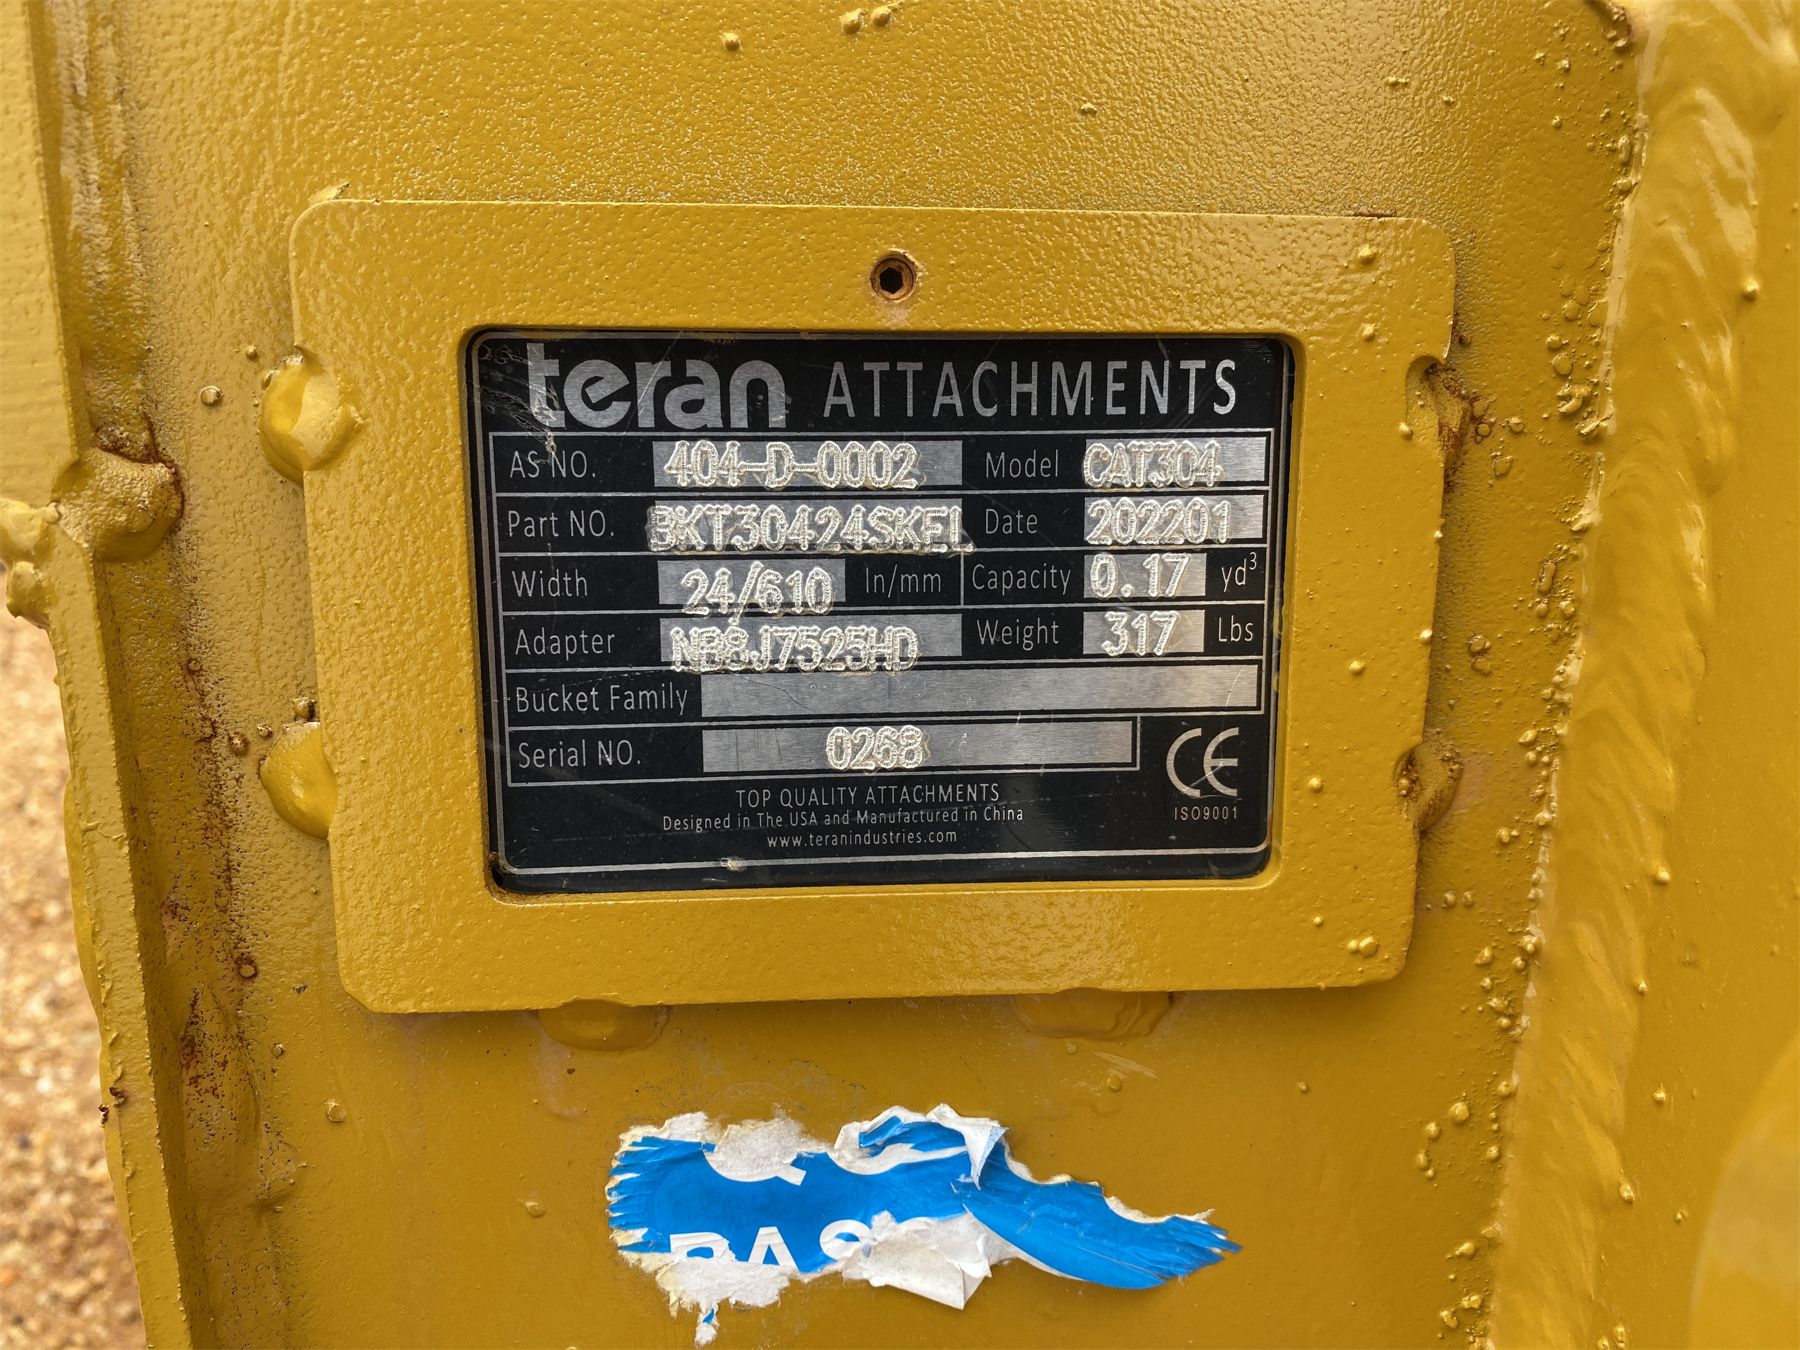 teran ATTACHMENTS
AS NO. 404-D-0002 Model CAT304
Part NO. BKT30424SKEL Date 202201
Width 24/610 In/mm Capacity 0.17 yd³
Adapter NB8J7525HD Weight 317 Lbs
Bucket Family
Serial NO. 0268
CE
ISO9001
TOP QUALITY ATTACHMENTS
Designed in The USA and Manufactured in China
www.teranindustries.com